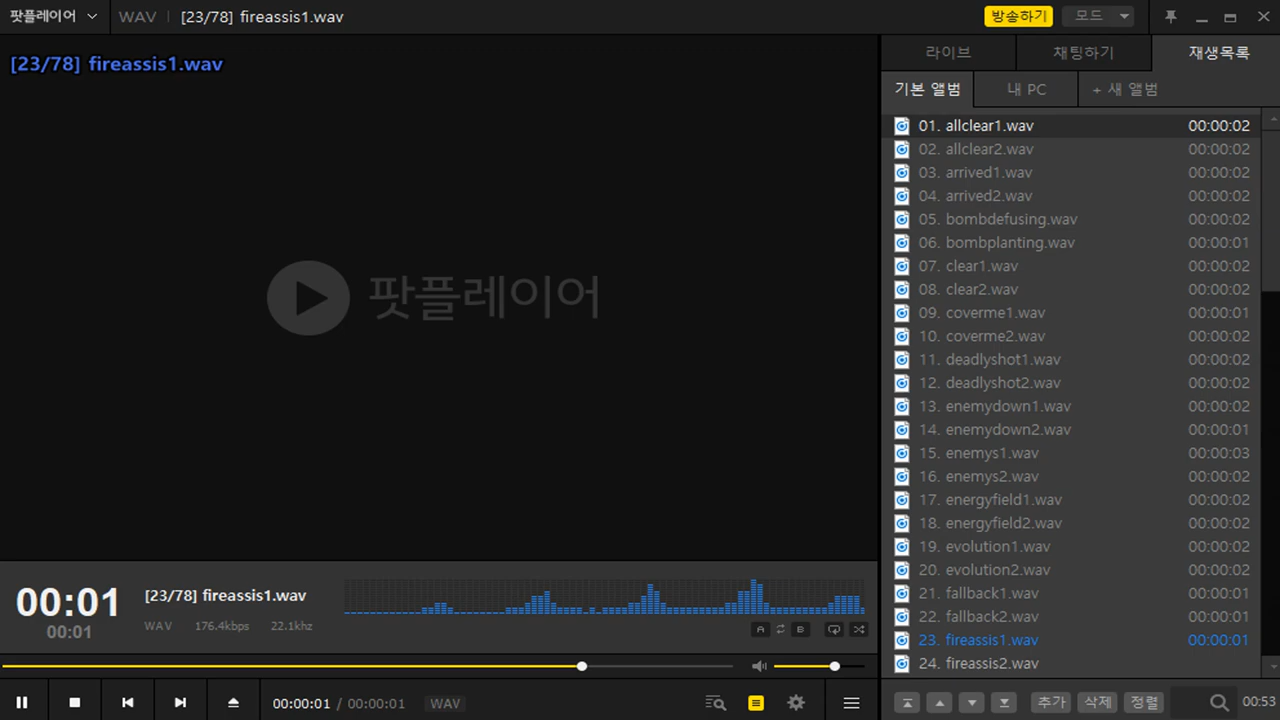 팟플레이어 WAV [23/78] fireassis1.wav 방송하기 모드
[23/78] fireassis1.wav
팟플레이어
라이브 채팅하기 재생목록
기본 앨범 내 PC + 새 앨범
01. allclear1.wav 00:00:02
02. allclear2.wav 00:00:02
03. arrived1.wav 00:00:02
04. arrived2.wav 00:00:02
05. bombdefusing.wav 00:00:02
06. bombplanting.wav 00:00:01
07. clear1.wav 00:00:02
08. clear2.wav 00:00:02
09. coverme1.wav 00:00:01
10. coverme2.wav 00:00:02
11. deadlyshot1.wav 00:00:02
12. deadlyshot2.wav 00:00:02
13. enemydown1.wav 00:00:02
14. enemydown2.wav 00:00:01
15. enemys1.wav 00:00:03
16. enemys2.wav 00:00:02
17. energyfield1.wav 00:00:02
18. energyfield2.wav 00:00:02
19. evolution1.wav 00:00:02
20. evolution2.wav 00:00:02
21. fallback1.wav 00:00:01
22. fallback2.wav 00:00:01
23. fireassis1.wav 00:00:01
24. fireassis2.wav
00:01 [23/78] fireassis1.wav
00:01 WAV 176.4kbps 22.1khz A B
00:00:01 / 00:00:01 WAV
추가 삭제 정렬 00:53